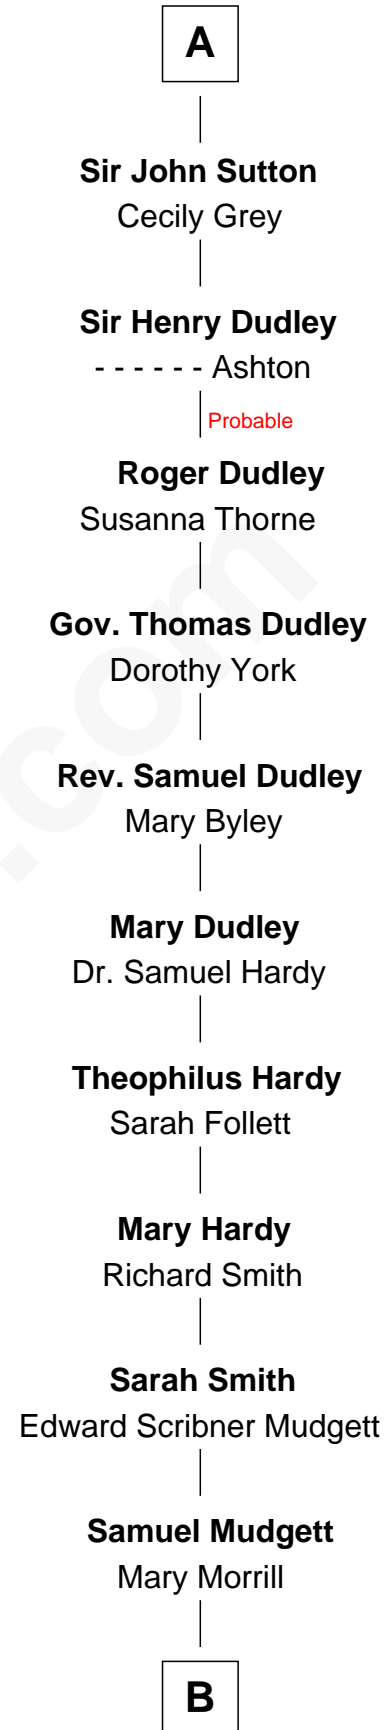 A
Sir John Sutton
Cecily Grey
Sir Henry Dudley
- - - - - - Ashton
Probable
Roger Dudley
Susanna Thorne
Gov. Thomas Dudley
Dorothy York
Rev. Samuel Dudley
Mary Byley
Mary Dudley
Dr. Samuel Hardy
Theophilus Hardy
Sarah Follett
Mary Hardy
Richard Smith
Sarah Smith
Edward Scribner Mudgett
Samuel Mudgett
Mary Morrill
B
.com